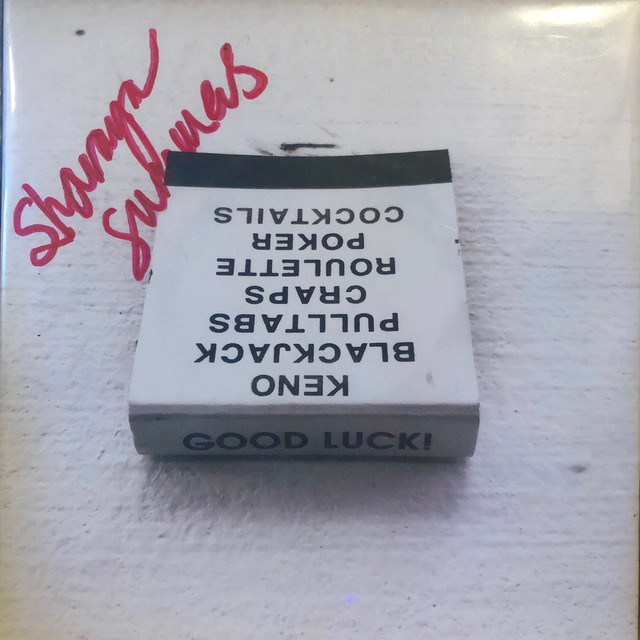 KENO
BLACKJACK
PULLTABS
CRAPS
ROULETTE
POKER
COCKTAILS
GOOD LUCK!